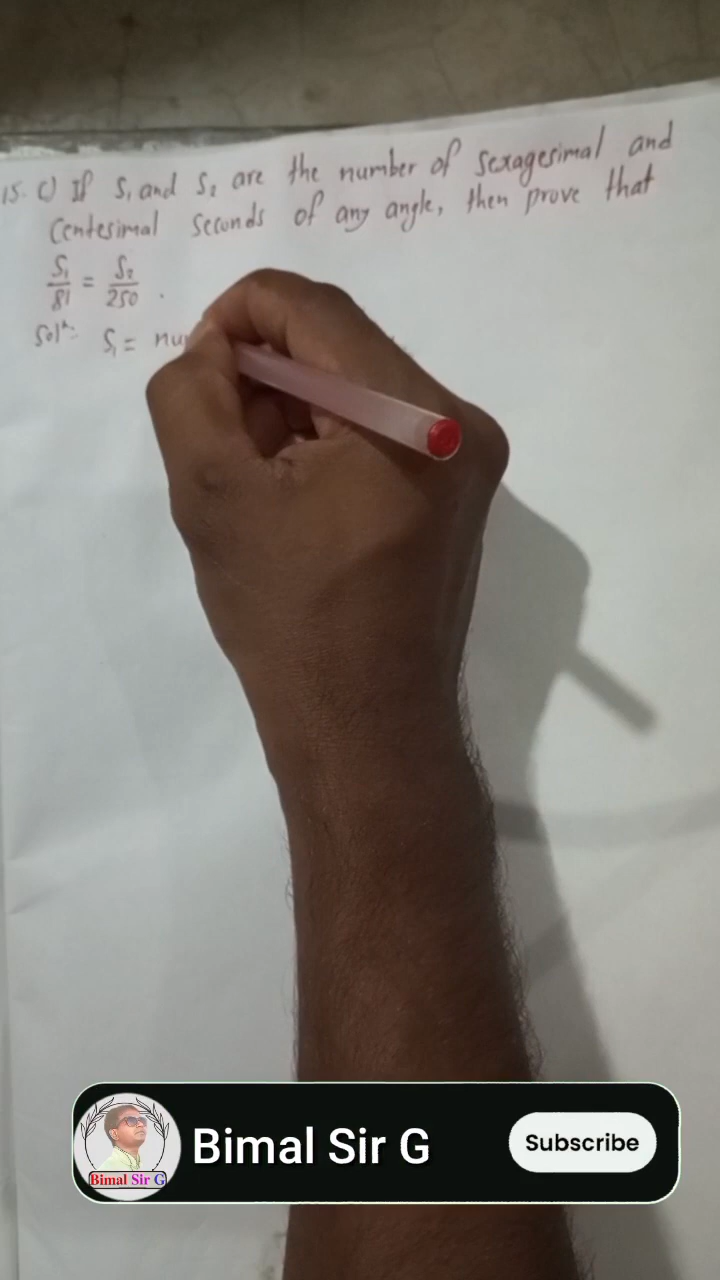 15. C) If S₁ and S₂ are the number of sexagesimal and
Centesimal seconds of any angle, then prove that
S₁/81 = S₂/250 .
Solⁿ: S₁ =
Bimal Sir G
Bimal Sir G
Subscribe